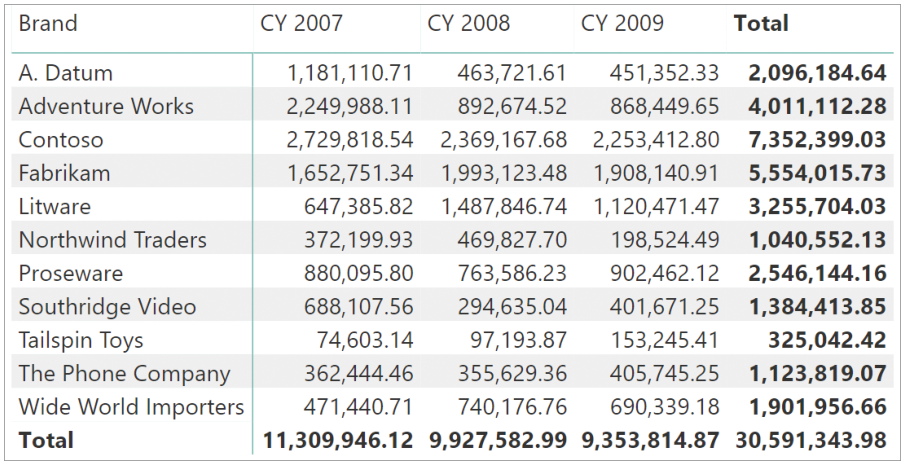 Brand CY 2007 CY 2008 CY 2009 Total
A. Datum 1,181,110.71 463,721.61 451,352.33 2,096,184.64
Adventure Works 2,249,988.11 892,674.52 868,449.65 4,011,112.28
Contoso 2,729,818.54 2,369,167.68 2,253,412.80 7,352,399.03
Fabrikam 1,652,751.34 1,993,123.48 1,908,140.91 5,554,015.73
Litware 647,385.82 1,487,846.74 1,120,471.47 3,255,704.03
Northwind Traders 372,199.93 469,827.70 198,524.49 1,040,552.13
Proseware 880,095.80 763,586.23 902,462.12 2,546,144.16
Southridge Video 688,107.56 294,635.04 401,671.25 1,384,413.85
Tailspin Toys 74,603.14 97,193.87 153,245.41 325,042.42
The Phone Company 362,444.46 355,629.36 405,745.25 1,123,819.07
Wide World Importers 471,440.71 740,176.76 690,339.18 1,901,956.66
Total 11,309,946.12 9,927,582.99 9,353,814.87 30,591,343.98